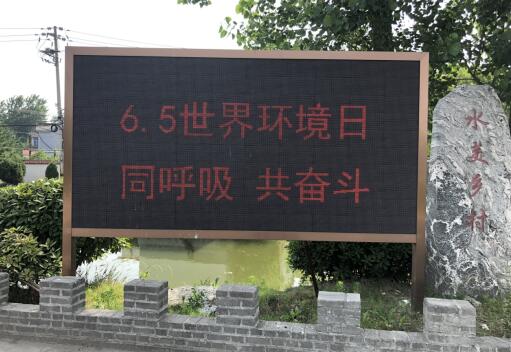 6.5世界环境日
同呼吸 共奋斗
水美乡村